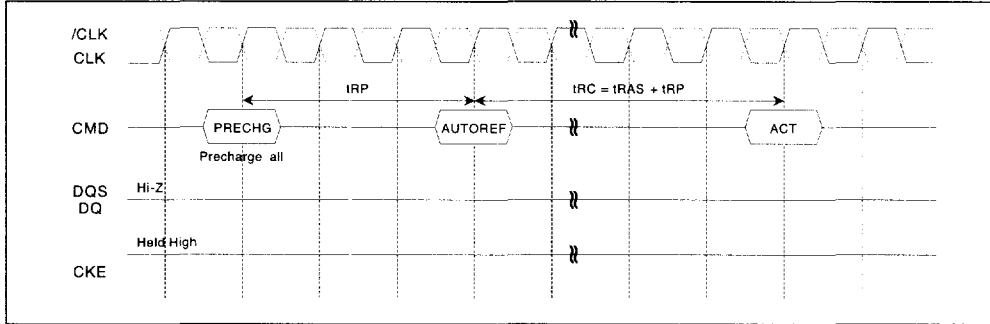 /CLK
CLK
tRP
tRC = tRAS + tRP
CMD
PRECHG
AUTOREF
ACT
Precharge all
DQS
DQ
Hi-Z
Held High
CKE